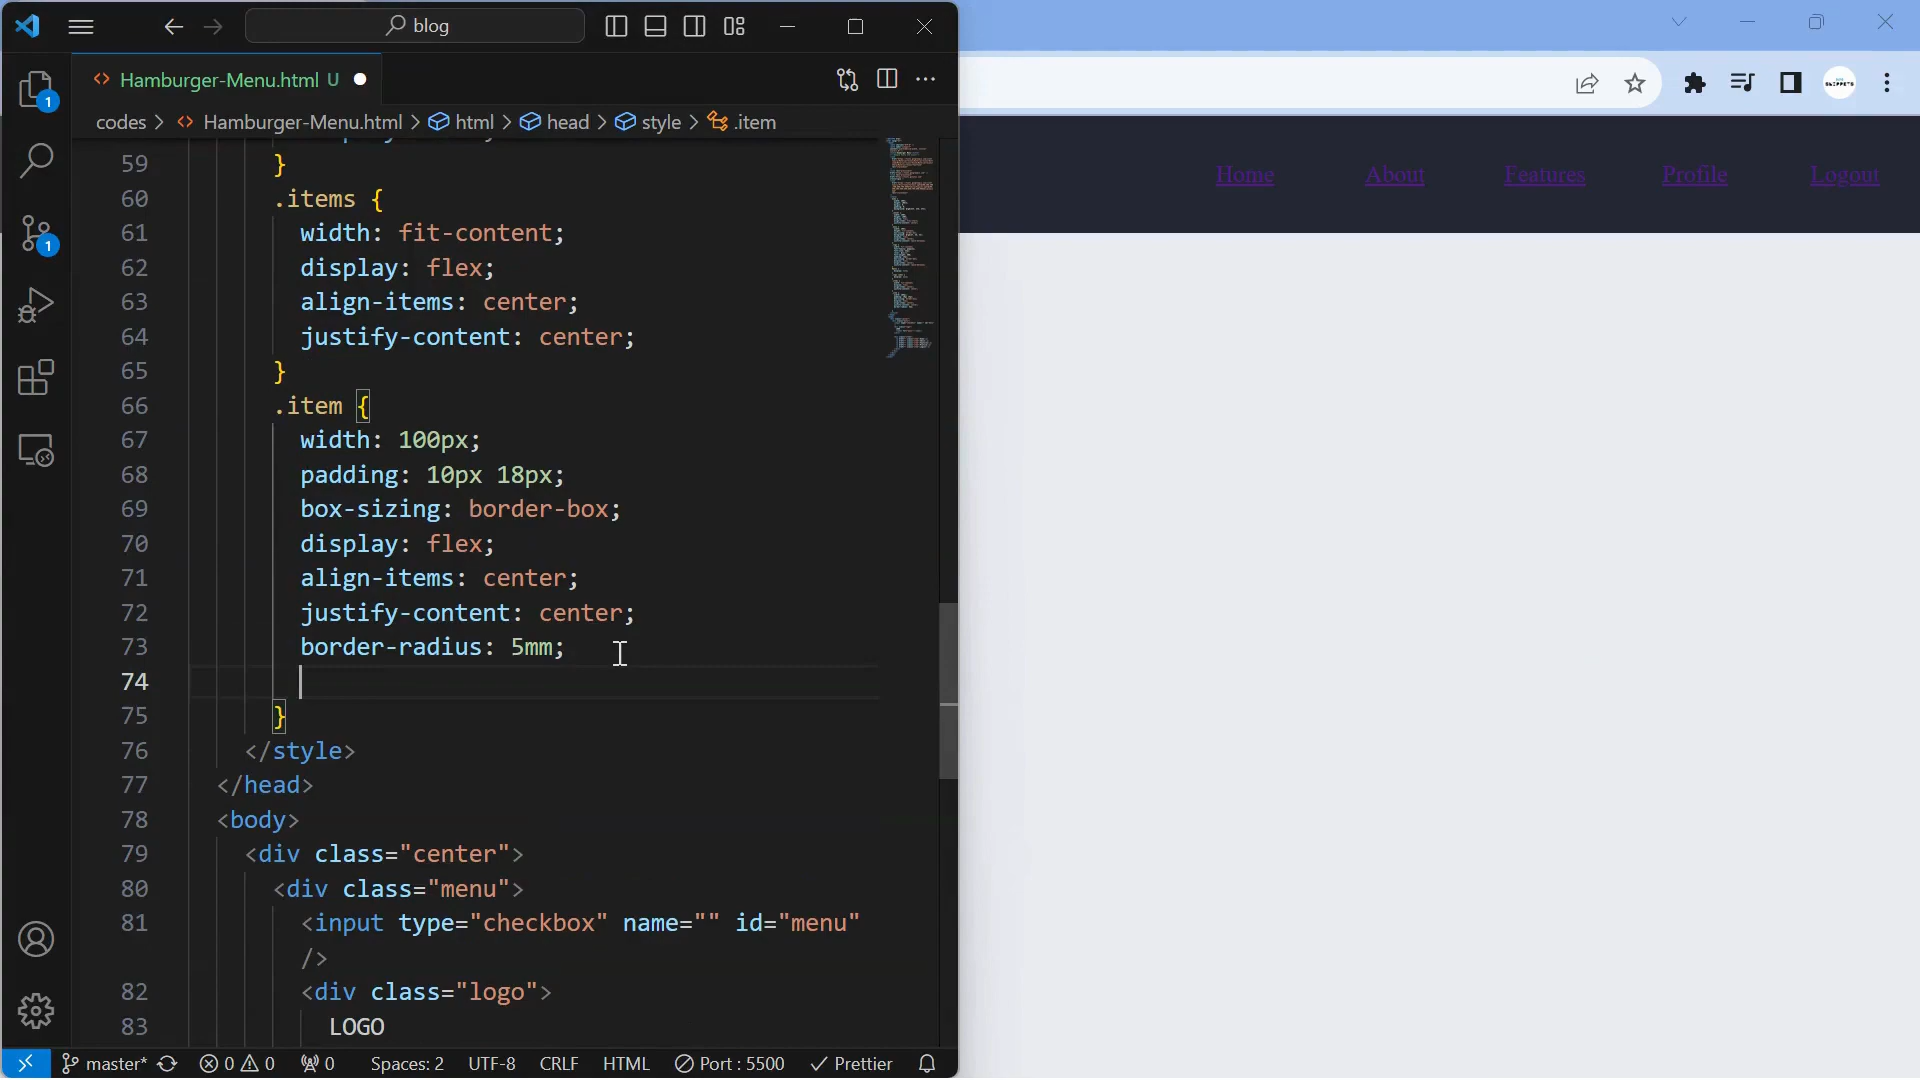 blog
Hamburger-Menu.html U
codes > Hamburger-Menu.html > html > head > style > .item
59 }
60 .items {
61 width: fit-content;
62 display: flex;
63 align-items: center;
64 justify-content: center;
65 }
66 .item {
67 width: 100px;
68 padding: 10px 18px;
69 box-sizing: border-box;
70 display: flex;
71 align-items: center;
72 justify-content: center;
73 border-radius: 5mm;
74
75 }
76 </style>
77 </head>
78 <body>
79 <div class="center">
80 <div class="menu">
81 <input type="checkbox" name="" id="menu"
/>
82 <div class="logo">
83 LOGO
1
1
master* 0 0 0 Spaces: 2 UTF-8 CRLF HTML Port : 5500 Prettier
Home About Features Profile Logout